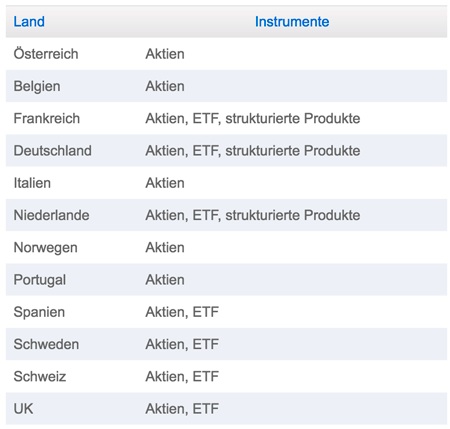 Land Instrumente
Österreich Aktien
Belgien Aktien
Frankreich Aktien, ETF, strukturierte Produkte
Deutschland Aktien, ETF, strukturierte Produkte
Italien Aktien
Niederlande Aktien, ETF, strukturierte Produkte
Norwegen Aktien
Portugal Aktien
Spanien Aktien, ETF
Schweden Aktien, ETF
Schweiz Aktien, ETF
UK Aktien, ETF